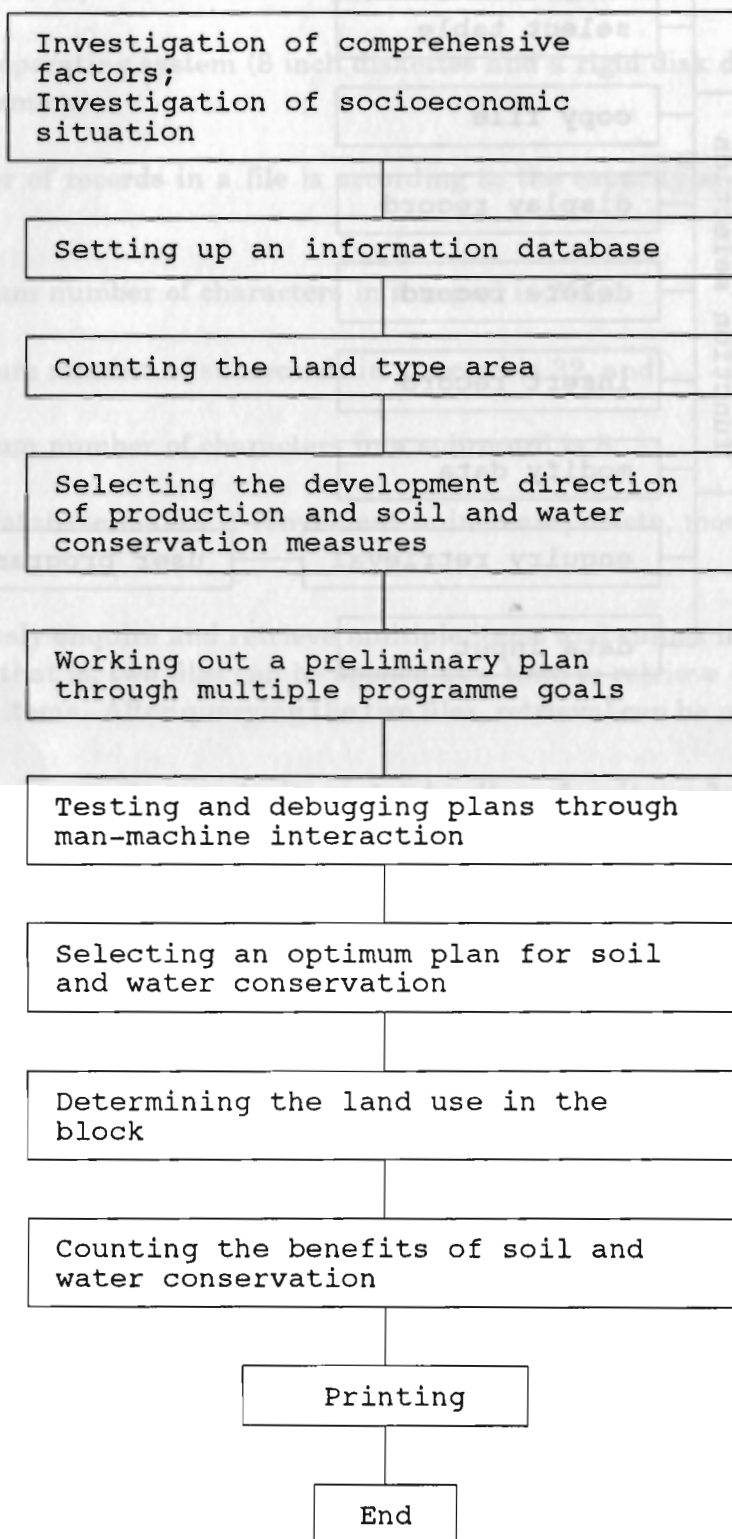 Investigation of comprehensive
factors;
Investigation of socioeconomic
situation
Setting up an information database
Counting the land type area
Selecting the development direction
of production and soil and water
conservation measures
Working out a preliminary plan
through multiple programme goals
Testing and debugging plans through
man-machine interaction
Selecting an optimum plan for soil
and water conservation
Determining the land use in the
block
Counting the benefits of soil and
water conservation
Printing
End